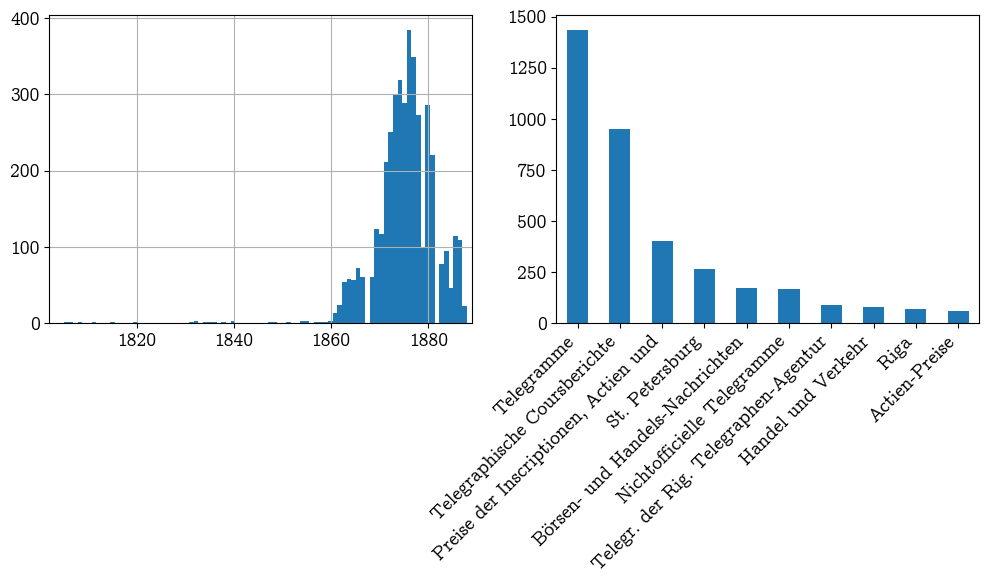 400
300
200
100
0
1820
1840
1860
1880
1500
1250
1000
750
500
250
0
Telegramme
Telegraphische Coursberichte
Preise der Inscriptionen, Actien und
St. Petersburg
Börsen- und Handels-Nachrichten
Nichtofficielle Telegramme
Telegr. der Rig. Telegraphen-Agentur
Handel und Verkehr
Riga
Actien-Preise